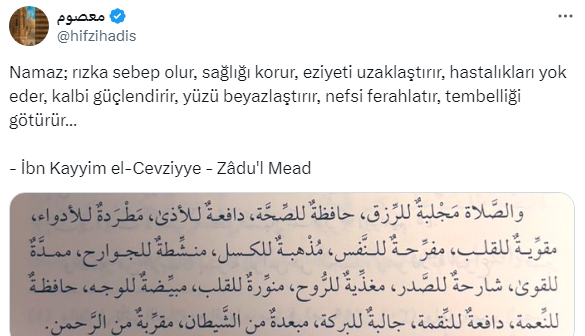 معصوم
@hifzihadis
Namaz; rızka sebep olur, sağlığı korur, eziyeti uzaklaştırır, hastalıkları yok
eder, kalbi güçlendirir, yüzü beyazlaştırır, nefsi ferahlatır, tembelliği
götürür...
- İbn Kayyim el-Cevziyye - Zâdu'l Mead
والصَّلاة مَجْلبةٌ للرِّزق، حافظةٌ للصِّحَّة، دافعةٌ للأذىٰ، مَطْردةٌ للأدواء،
مقوِّيةٌ للقلب، مفرِّحةٌ للنَّفس، مُذْهِبةٌ للكسل، منشِّطةٌ للجوارح، ممدَّةٌ
للقوىٰ، شارحةٌ للصَّدر، مغذِّيةٌ للرُّوح، منوِّرةٌ للقلب، مبيِّضةٌ للوجه، حافظةٌ
للنِّعمة، دافعةٌ للنِّقمة، جالبةٌ للبركة، مبعدةٌ من الشَّيطان، مقرِّبةٌ من الرَّحمن.